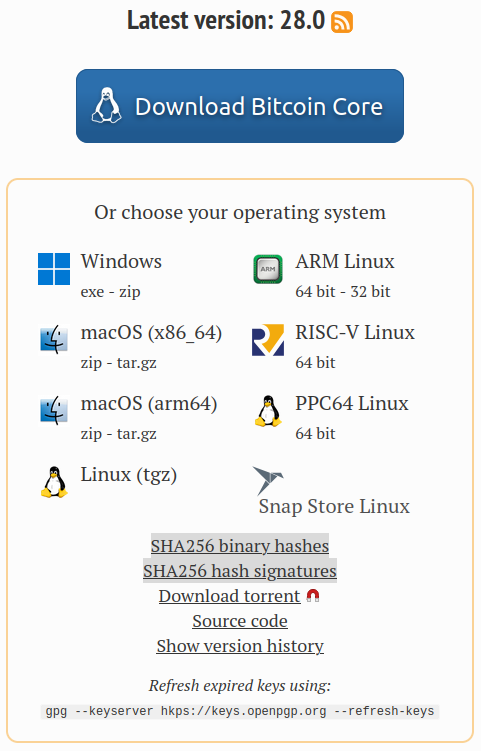 Latest version: 28.0
Download Bitcoin Core
Or choose your operating system
Windows
exe - zip
macOS (x86_64)
zip - tar.gz
macOS (arm64)
zip - tar.gz
Linux (tgz)
ARM
ARM Linux
64 bit - 32 bit
RISC-V Linux
64 bit
PPC64 Linux
64 bit
Snap Store Linux
SHA256 binary hashes
SHA256 hash signatures
Download torrent
Source code
Show version history
Refresh expired keys using:
gpg --keyserver hkps://keys.openpgp.org --refresh-keys